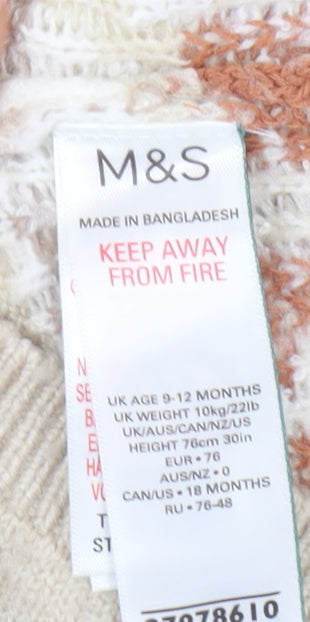 M&S
MADE IN BANGLADESH
KEEP AWAY
FROM FIRE
UK AGE 9-12 MONTHS
UK WEIGHT 10kg/22lb
UK/AUS/CAN/NZ/US
HEIGHT 76cm 30in
EUR • 76
AUS/NZ • 0
CAN/US • 18 MONTHS
RU • 76-48